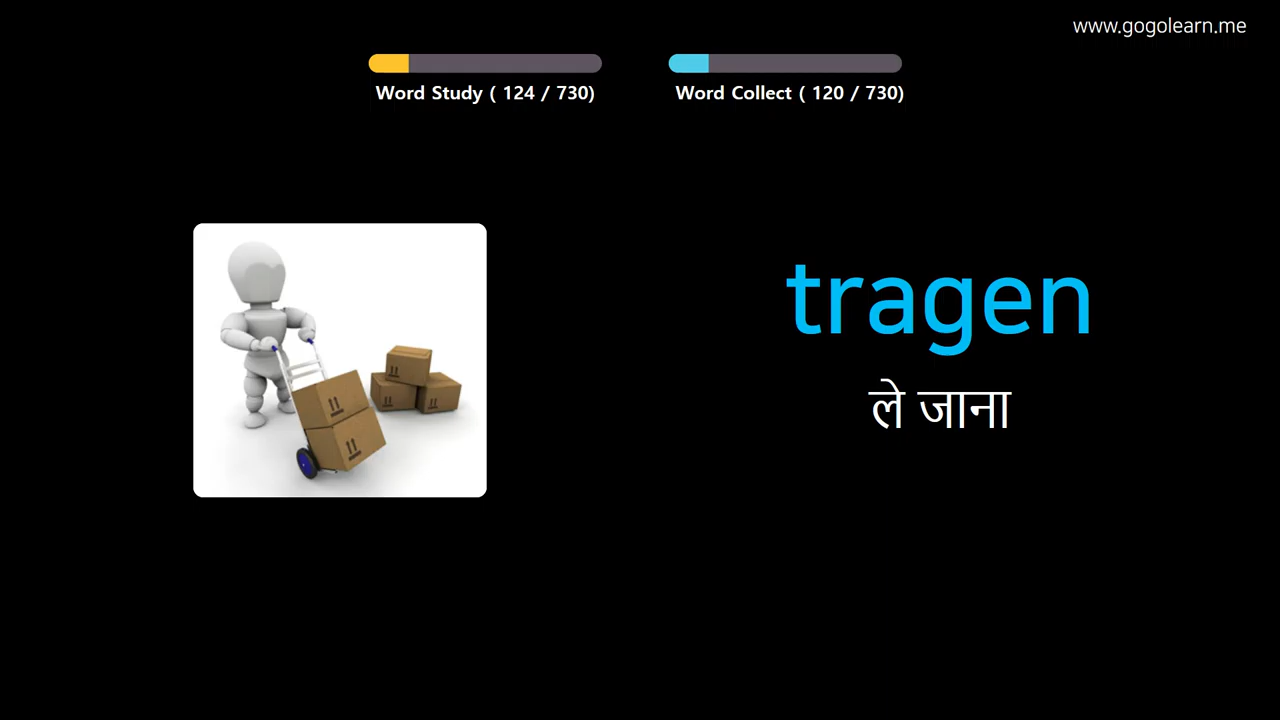 www.gogolearn.me
Word Study ( 124 / 730)
Word Collect ( 120 / 730)
tragen
ले जाना